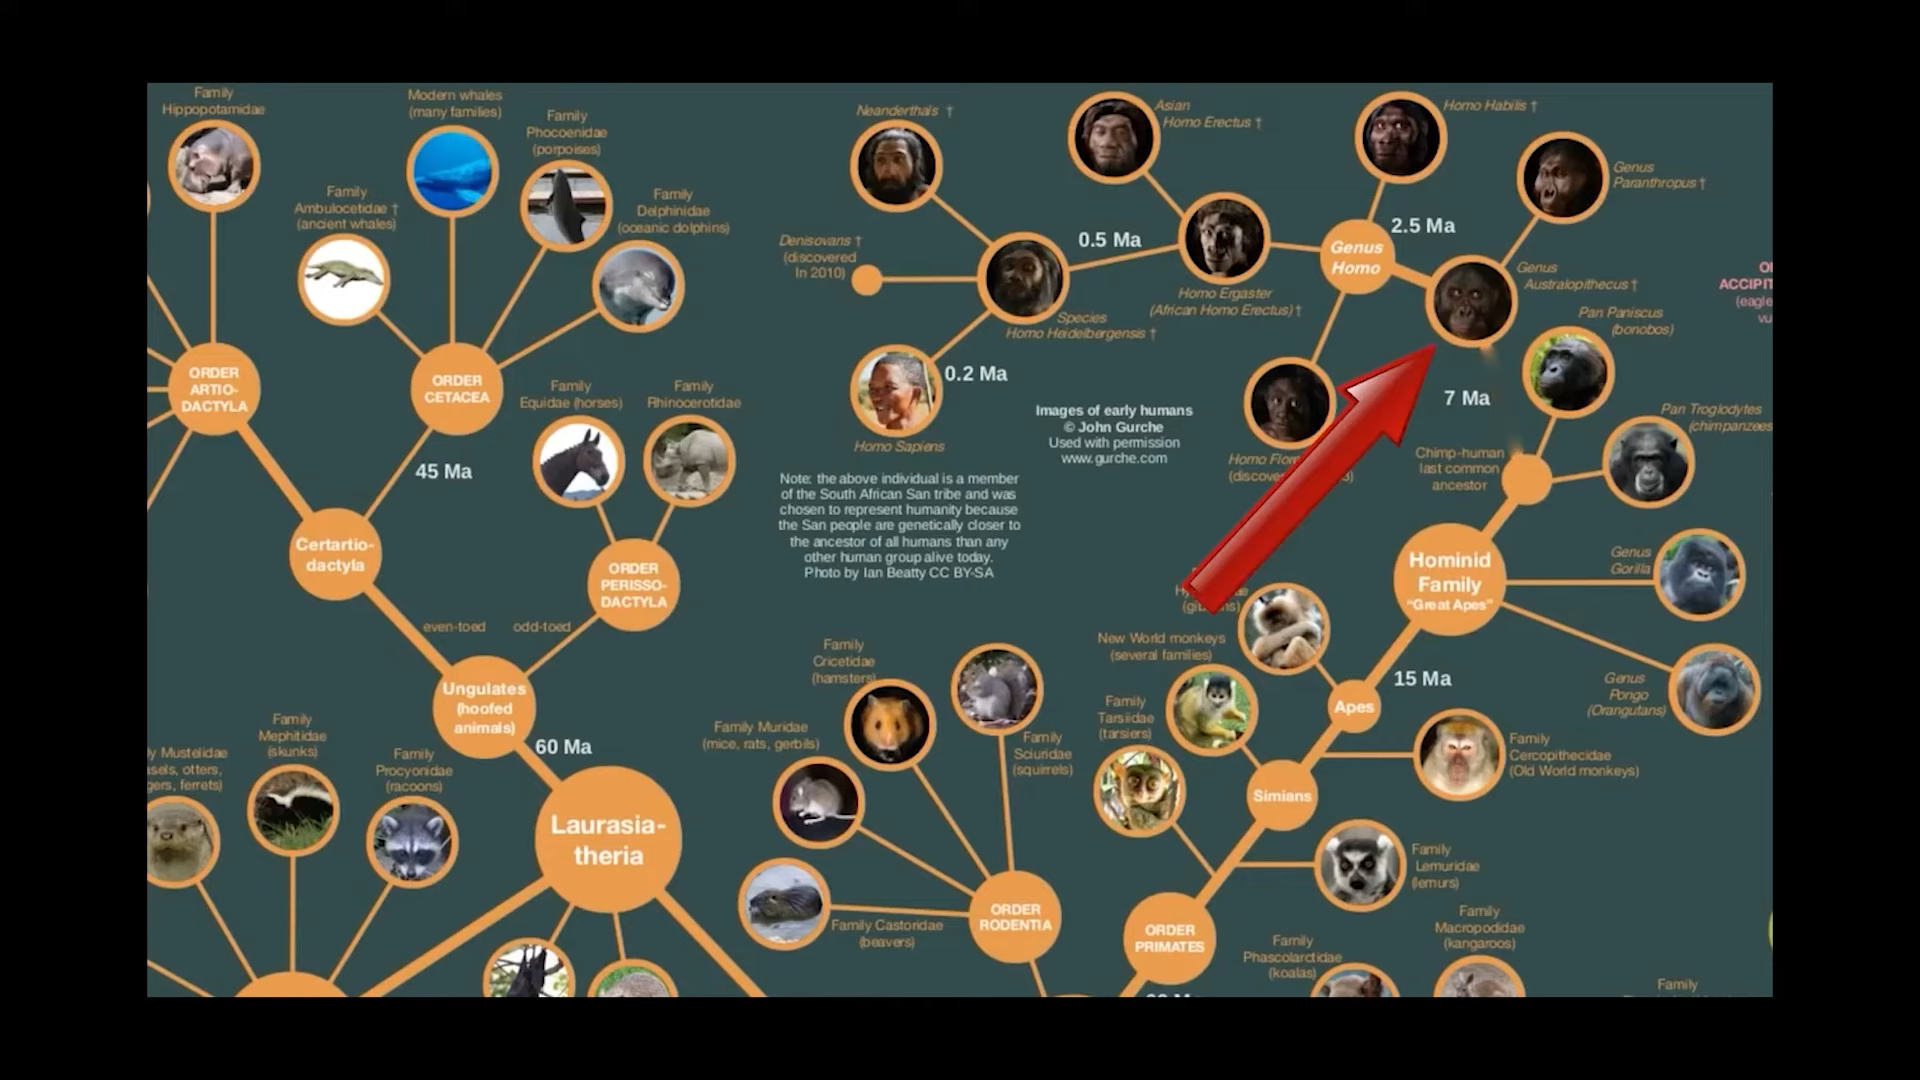 Family
Hippopotamidae
Modern whales
(many families)
Family
Phocoenidae
(porpoises)
Family
Ambulocetidae †
(ancient whales)
Family
Delphinidae
(oceanic dolphins)
ORDER
ARTIO-
DACTYLA
ORDER
CETACEA
Family
Equidae (horses)
Family
Rhinocerotidae
45 Ma
Certartio-
dactyla
ORDER
PERISSO-
DACTYLA
even-toed
odd-toed
Ungulates
(hoofed
animals)
60 Ma
Laurasia-
theria
Family
Mephitidae
(skunks)
Mustelidae
otters,
ferrets)
Family
Procyonidae
(racoons)
Neanderthals †
Asian
Homo Erectus †
Homo Habilis †
Genus
Paranthropus †
Denisovans †
(discovered
In 2010)
0.5 Ma
2.5 Ma
Genus
Homo
Genus
Australopithecus †
Homo Ergaster
(African Homo Erectus) †
Species
Homo Heidelbergensis †
Pan Paniscus
(bonobos)
0.2 Ma
7 Ma
Homo Sapiens
Images of early humans
© John Gurche
Used with permission
www.gurche.com
Homo
Pan Troglodytes
(chimpanzees
Chimp-human
last common
ancestor
Note: the above individual is a member
of the South African San tribe and was
chosen to represent humanity because
the San people are genetically closer to
the ancestor of all humans than any
other human group alive today.
Photo by Ian Beatty CC BY-SA
Hominid
Family
"Great Apes"
Genus
Gorilla
Genus
Pongo
(Orangutans)
15 Ma
Apes
New World monkeys
(several families)
Family
Tarsiidae
(tarsiers)
Family
Cercopithecidae
(Old World monkeys)
Simians
Family
Lemuridae
(lemurs)
Family
Cricetidae
(hamsters)
Family Muridae
(mice, rats, gerbils)
Family
Sciuridae
(squirrels)
Family Castoridae
(beavers)
ORDER
RODENTIA
ORDER
PRIMATES
Family
Phascolarctidae
(koalas)
Family
Macropodidae
(kangaroos)
Family